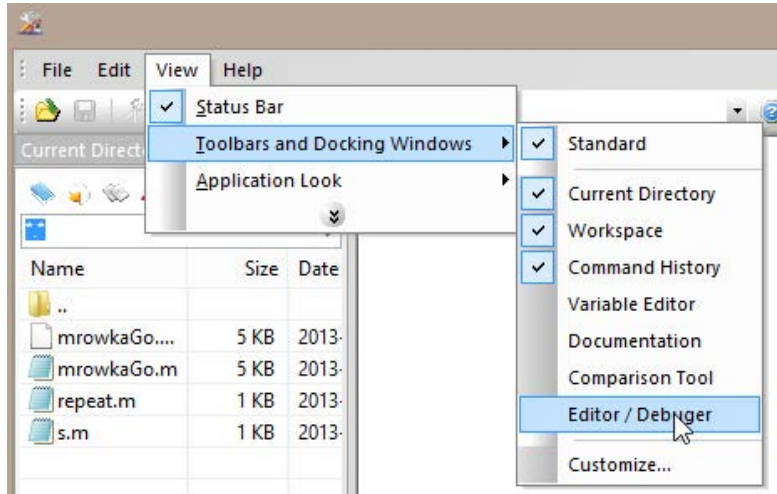 File Edit View Help
Status Bar
Toolbars and Docking Windows
Application Look
Current Direct
Standard
Current Directory
Workspace
Command History
Variable Editor
Documentation
Comparison Tool
Editor / Debuger
Customize...
Name Size Date
..
mrowkaGo.... 5 KB 2013-
mrowkaGo.m 5 KB 2013-
repeat.m 1 KB 2013-
s.m 1 KB 2013-